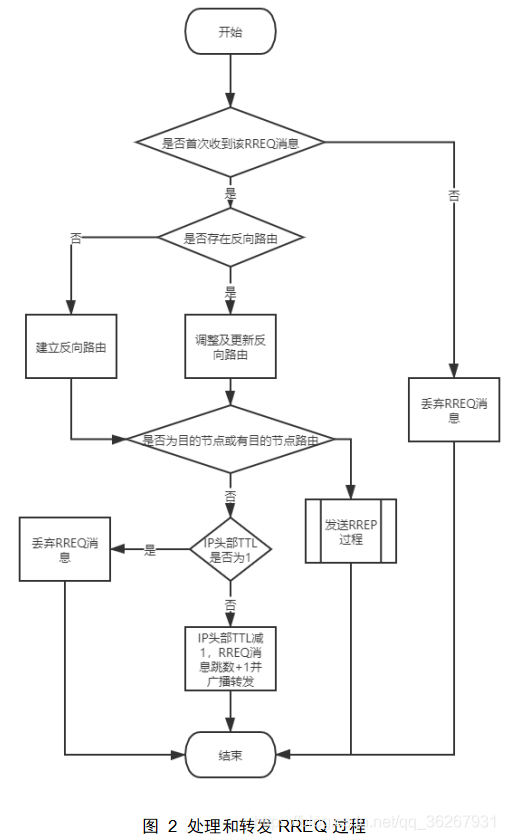 开始
是否首次收到该RREQ消息
是
否
是否存在反向路由
否
是
建立反向路由
调整及更新反
向路由
丢弃RREQ消
息
是否为目的节点或有目的节点路由
否
发送RREP
过程
IP头部TTL
是否为1
是
丢弃RREQ消
息
否
IP头部TTL减
1，RREQ消
息跳数+1并
广播转发
结束
图 2 处理和转发 RREQ 过程